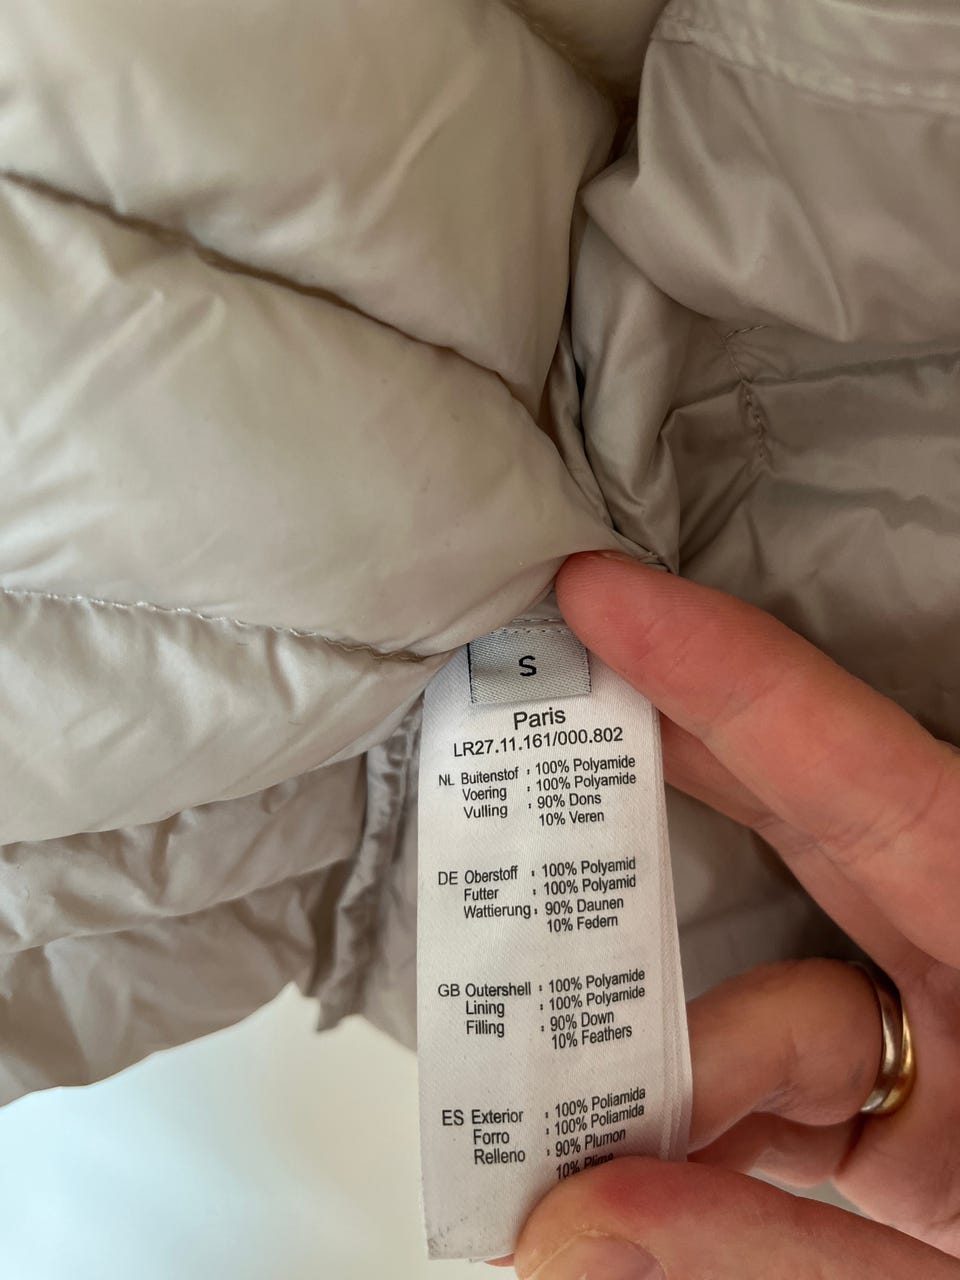 S
Paris
LR27.11.161/000.802
NL Buitenstof : 100% Polyamide
Voering : 100% Polyamide
Vulling : 90% Dons
10% Veren
DE Oberstoff : 100% Polyamid
Futter : 100% Polyamid
Wattierung : 90% Daunen
10% Federn
GB Outershell : 100% Polyamide
Lining : 100% Polyamide
Filling : 90% Down
10% Feathers
ES Exterior : 100% Poliamida
Forro : 100% Poliamida
Relleno : 90% Plumon
10%